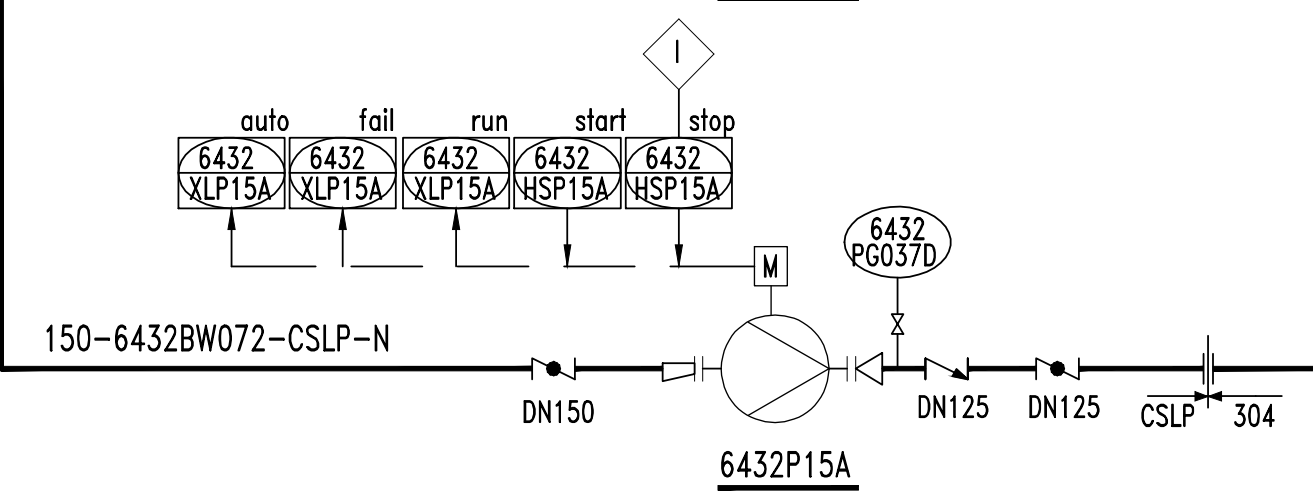 I
auto
fail
run
start
stop
6432
XLP15A
6432
XLP15A
6432
XLP15A
6432
HSP15A
6432
HSP15A
6432
PG037D
M
150-6432BW072-CSLP-N
DN150
DN125
DN125
CSLP
304
6432P15A